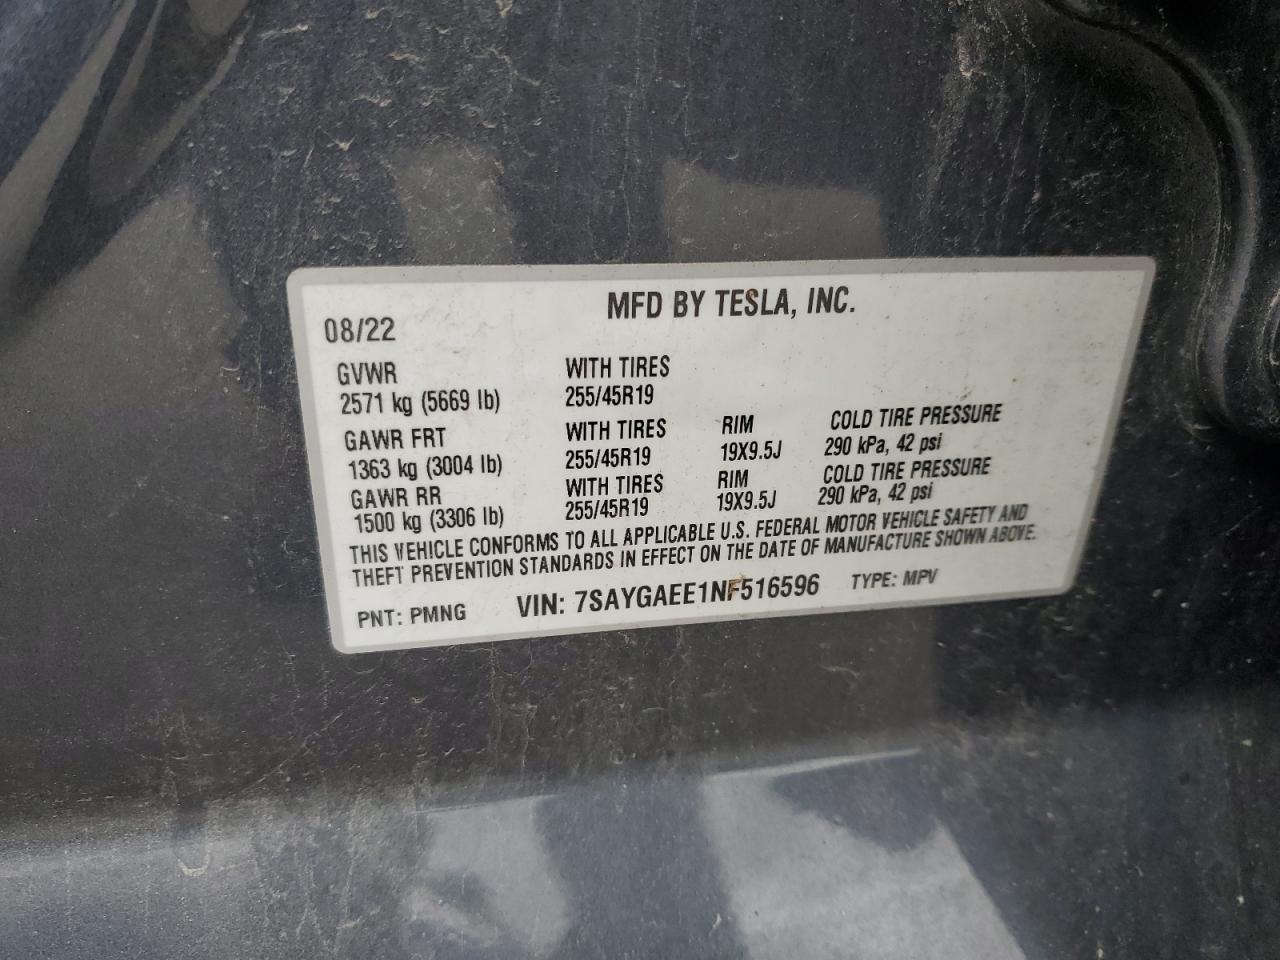 MFD BY TESLA, INC.
08/22
GVWR WITH TIRES
2571 kg (5669 lb) 255/45R19
GAWR FRT WITH TIRES RIM COLD TIRE PRESSURE
1363 kg (3004 lb) 255/45R19 19X9.5J 290 kPa, 42 psi
GAWR RR WITH TIRES RIM COLD TIRE PRESSURE
1500 kg (3306 lb) 255/45R19 19X9.5J 290 kPa, 42 psi
THIS VEHICLE CONFORMS TO ALL APPLICABLE U.S. FEDERAL MOTOR VEHICLE SAFETY AND
THEFT PREVENTION STANDARDS IN EFFECT ON THE DATE OF MANUFACTURE SHOWN ABOVE.
PNT: PMNG VIN: 7SAYGAEE1NF516596 TYPE: MPV